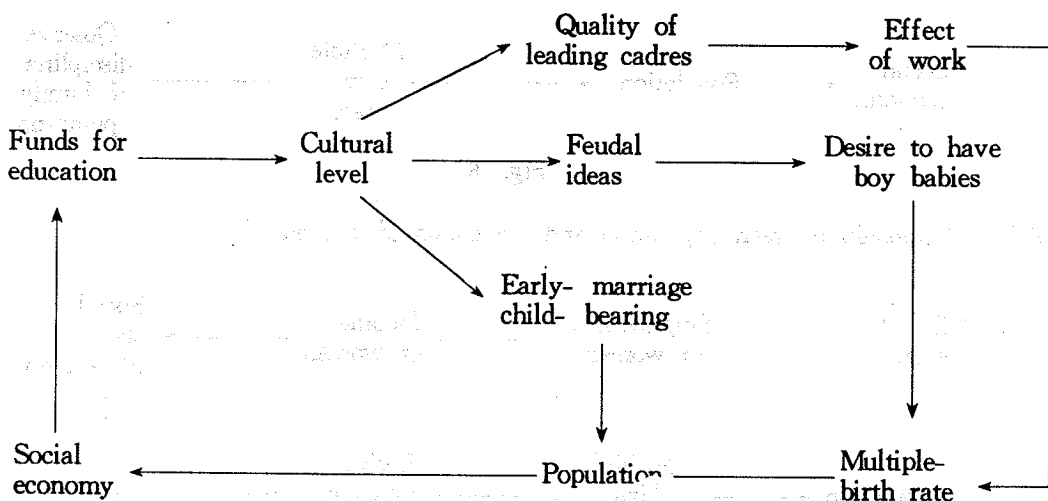 Quality of
leading cadres
Effect
of work
Funds for
education
Cultural
level
Feudal
ideas
Desire to have
boy babies
Early- marriage
child- bearing
Social
economy
Population
Multiple-
birth rate